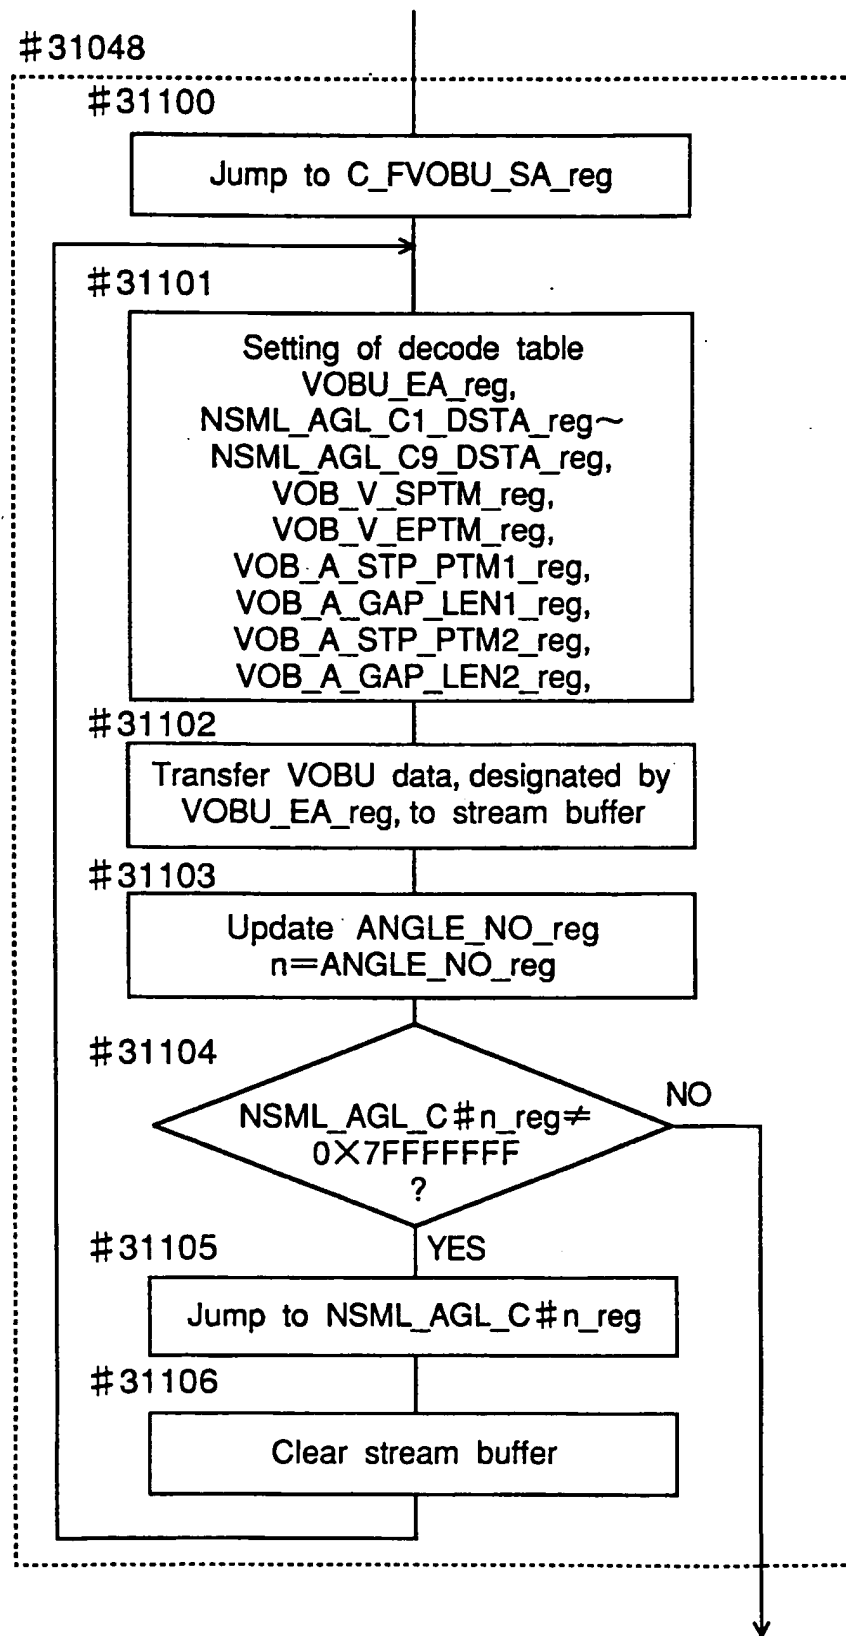 #31048
#31100
Jump to C_FVOBU_SA_reg
#31101
Setting of decode table
VOBU_EA_reg,
NSML_AGL_C1_DSTA_reg~
NSML_AGL_C9_DSTA_reg,
VOB_V_SPTM_reg,
VOB_V_EPTM_reg,
VOB_A_STP_PTM1_reg,
VOB_A_GAP_LEN1_reg,
VOB_A_STP_PTM2_reg,
VOB_A_GAP_LEN2_reg,
#31102
Transfer VOBU data, designated by
VOBU_EA_reg, to stream buffer
#31103
Update ANGLE_NO_reg
n=ANGLE_NO_reg
#31104
NSML_AGL_C#n_reg≠
0X7FFFFFFF
?
NO
YES
#31105
Jump to NSML_AGL_C#n_reg
#31106
Clear stream buffer